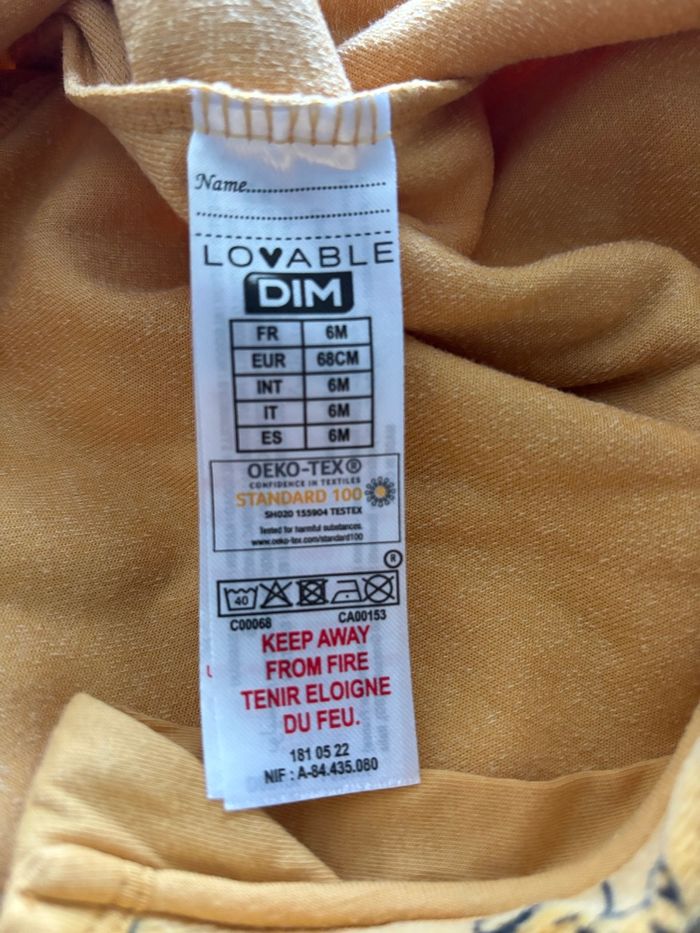 Name
LOVABLE
DIM
FR 6M
EUR 68CM
INT 6M
IT 6M
ES 6M
OEKO-TEX®
CONFIDENCE IN TEXTILES
STANDARD 100
SH020 155904 TESTEX
Tested for harmful substances.
www.oeko-tex.com/standard100
®
40
C00068 CA00153
KEEP AWAY
FROM FIRE
TENIR ELOIGNE
DU FEU.
181 05 22
NIF : A-84.435.080